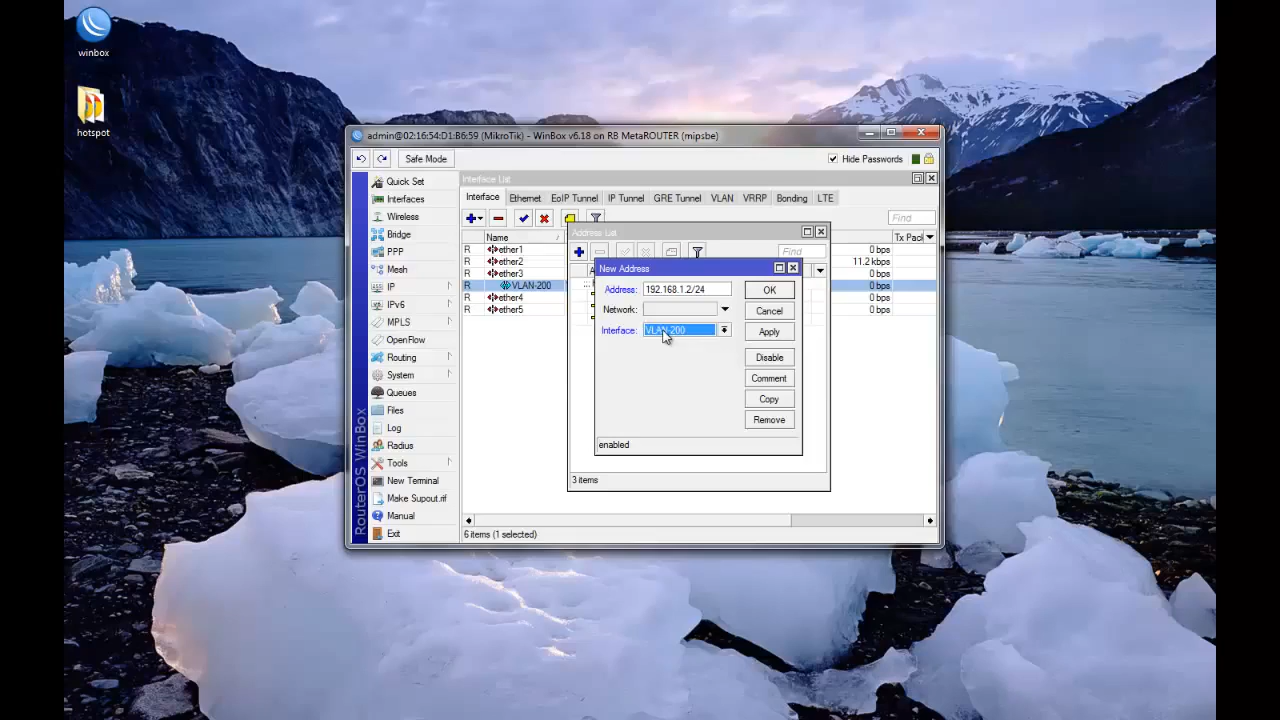 winbox
hotspot
admin@02:16:54:D1:B6:59 (MikroTik) - WinBox v6.18 on RB MetaROUTER (mipsbe)
Safe Mode
Hide Passwords
Quick Set
Interfaces
Wireless
Bridge
PPP
Mesh
IP
IPv6
MPLS
OpenFlow
Routing
System
Queues
Files
Log
Radius
Tools
New Terminal
Make Supout.rif
Manual
Exit
RouterOS WinBox
Interface List
Interface Ethernet EoIP Tunnel IP Tunnel GRE Tunnel VLAN VRRP Bonding LTE
Find
Name Tx Pac
R ether1 0 bps
R ether2 11.2 kbps
R ether3 0 bps
R VLAN-200 0 bps
R ether4 0 bps
R ether5 0 bps
6 items (1 selected)
Address List
Find
3 items
New Address
Address: 192.168.1.2/24
Network:
Interface: VLAN-200
OK
Cancel
Apply
Disable
Comment
Copy
Remove
enabled